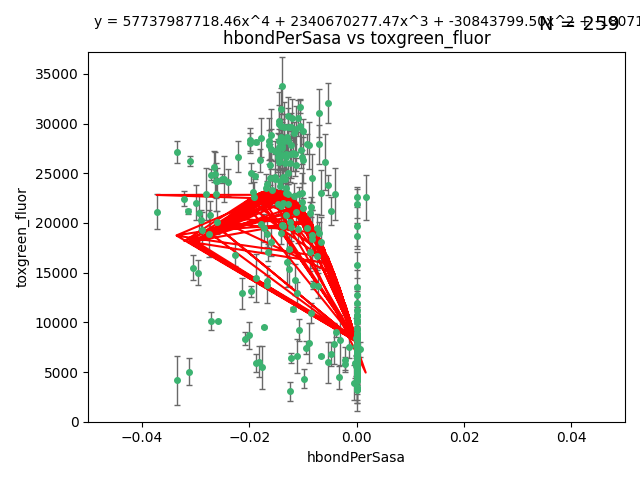 y = 57737987718.46x^4 + 2340670277.47x^3 + -30843799.50x^2 +
N = 259
hbondPerSasa vs toxgreen_fluor
35000
30000
25000
20000
15000
10000
5000
0
toxgreen_fluor
−0.04
−0.02
0.00
0.02
0.04
hbondPerSasa